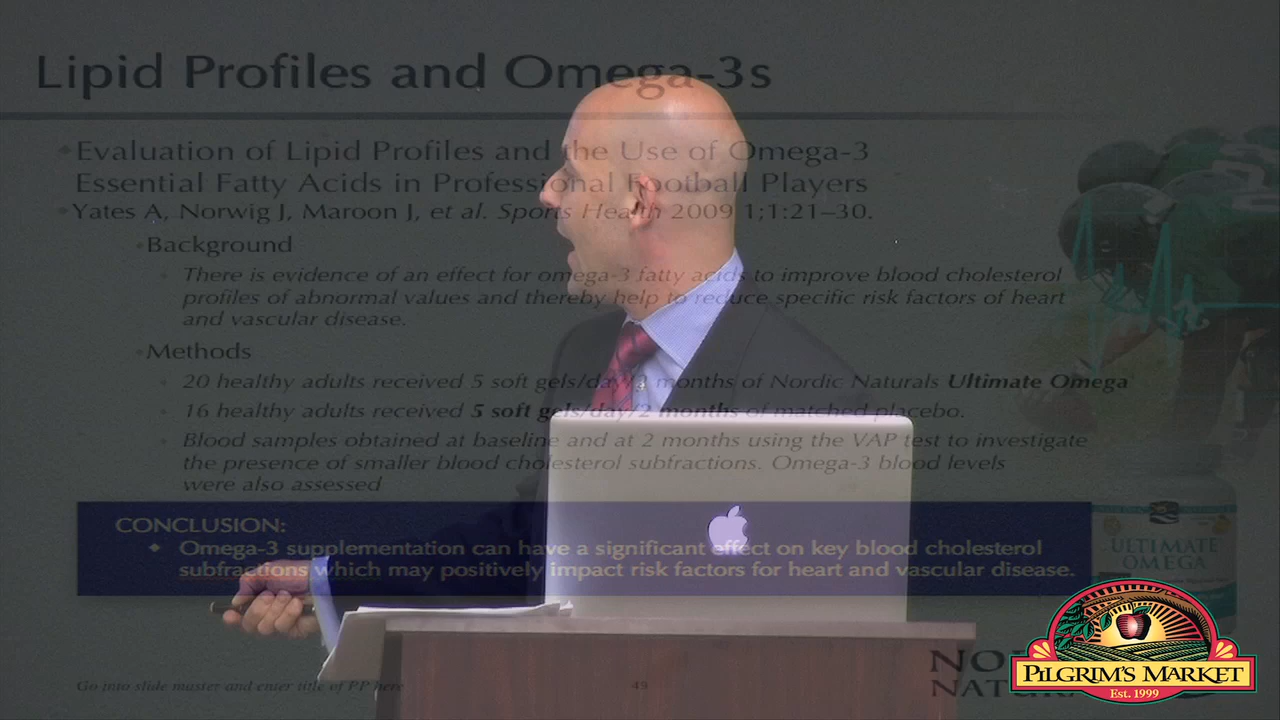 Lipid Profiles and Omega-3s
Evaluation of Lipid Profiles and the Use of Omega-3
Essential Fatty Acids in Professional Football Players
Yates A, Norwig J, Maroon J, et al. Sports Health 2009 1;1:21–30.
Background
There is evidence of an effect for omega-3 fatty acids to improve blood cholesterol
profiles of abnormal values and thereby help to reduce specific risk factors of heart
and vascular disease.
Methods
20 healthy adults received 5 soft gels/day/2 months of Nordic Naturals Ultimate Omega
16 healthy adults received 5 soft gels/day/2 months of matched placebo.
Blood samples obtained at baseline and at 2 months using the VAP test to investigate
the presence of smaller blood cholesterol subfractions. Omega-3 blood levels
were also assessed
CONCLUSION:
Omega-3 supplementation can have a significant effect on key blood cholesterol
subfractions which may positively impact risk factors for heart and vascular disease.
ULTIMATE
OMEGA
Go into slide master and enter title of PP here
49
PILGRIM'S MARKET
Est. 1999